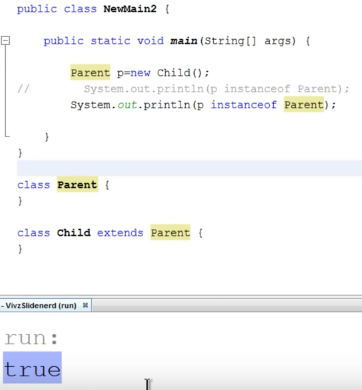 public class NewMain2 {
public static void main(String[] args) {
Parent p=new Child();
// System.out.println(p instanceof Parent);
System.out.println(p instanceof Parent);
}
}
class Parent {
}
class Child extends Parent {
}
- VivzSlidenerd (run)
run:
true